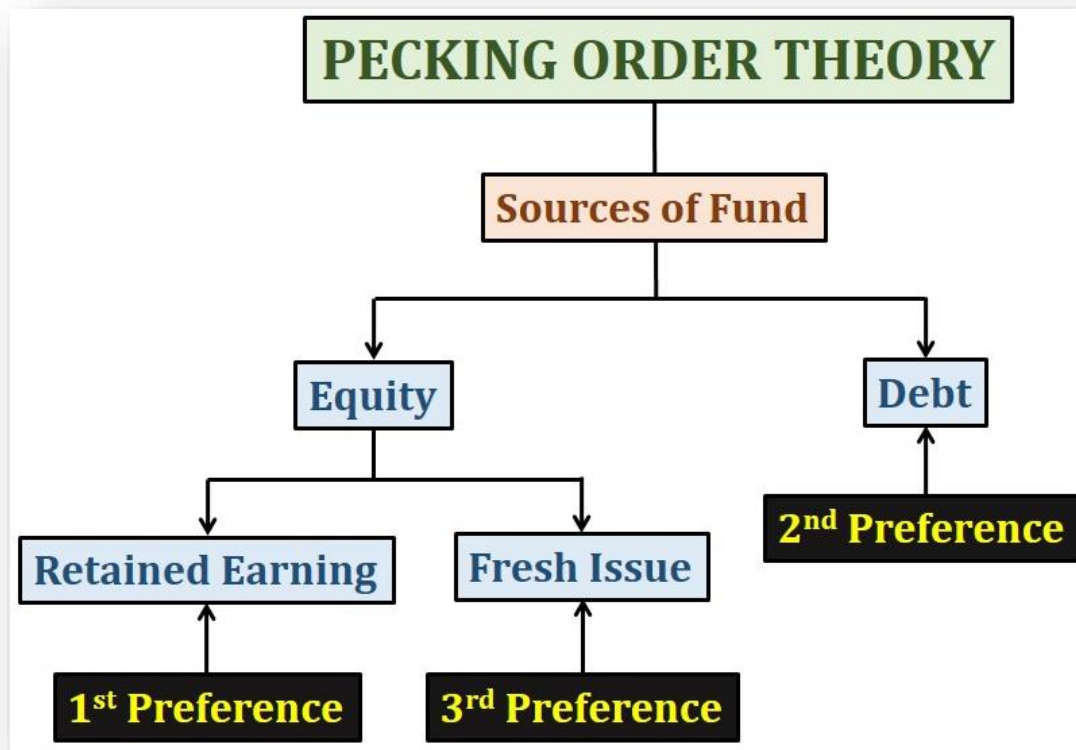 PECKING ORDER THEORY
Sources of Fund
Equity
Debt
Retained Earning
Fresh Issue
2nd Preference
1st Preference
3rd Preference